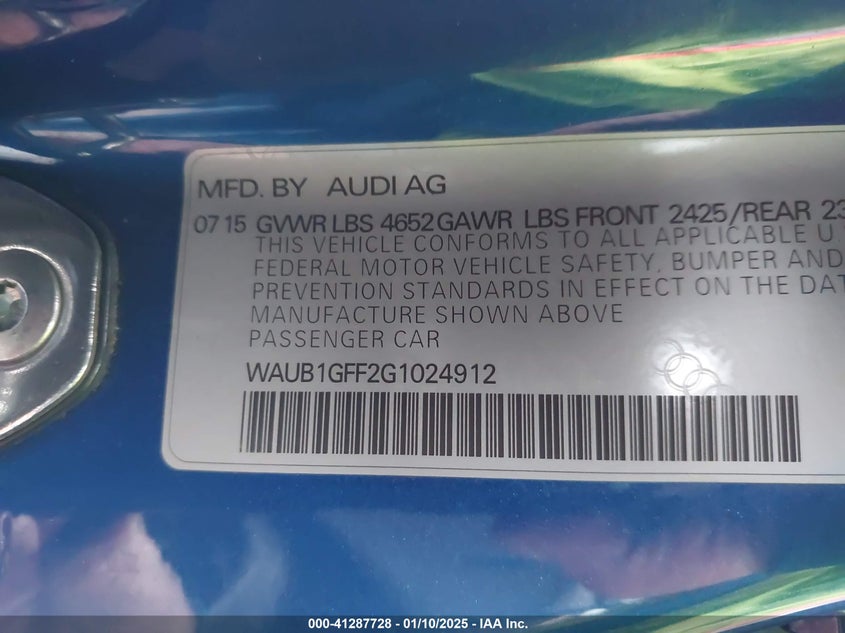 MFD. BY AUDI AG
07 15 GVWR LBS 4652 GAWR LBS FRONT 2425/REAR 23
THIS VEHICLE CONFORMS TO ALL APPLICABLE U.
FEDERAL MOTOR VEHICLE SAFETY, BUMPER AND
PREVENTION STANDARDS IN EFFECT ON THE DAT
MANUFACTURE SHOWN ABOVE
PASSENGER CAR
WAUB1GFF2G1024912
000-41287728 - 01/10/2025 - IAA Inc.